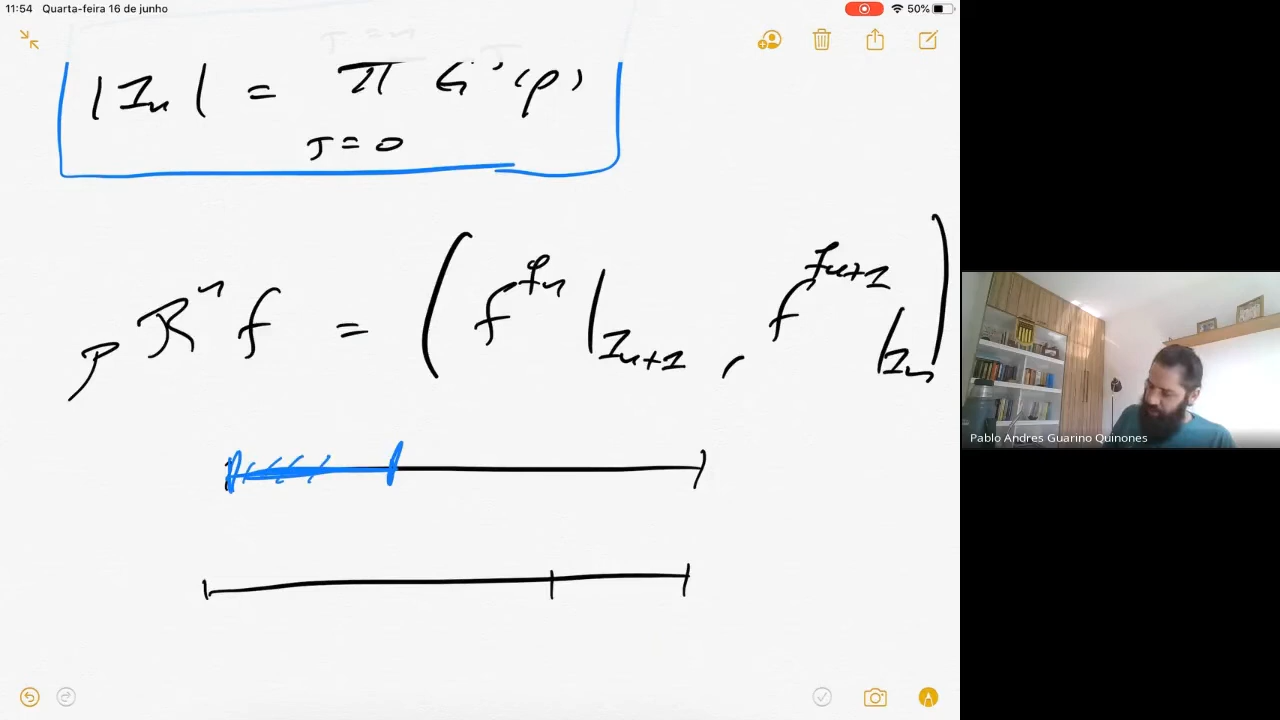 11:54 Quarta-feira 16 de junho 50%
|I_n| = π G^j(ρ)
J = 0
p R^n f = ( f^{q_n} |_{I_{n+1}} , f^{q_{n+1}} |_{I_n} )
Pablo Andres Guarino Quinones